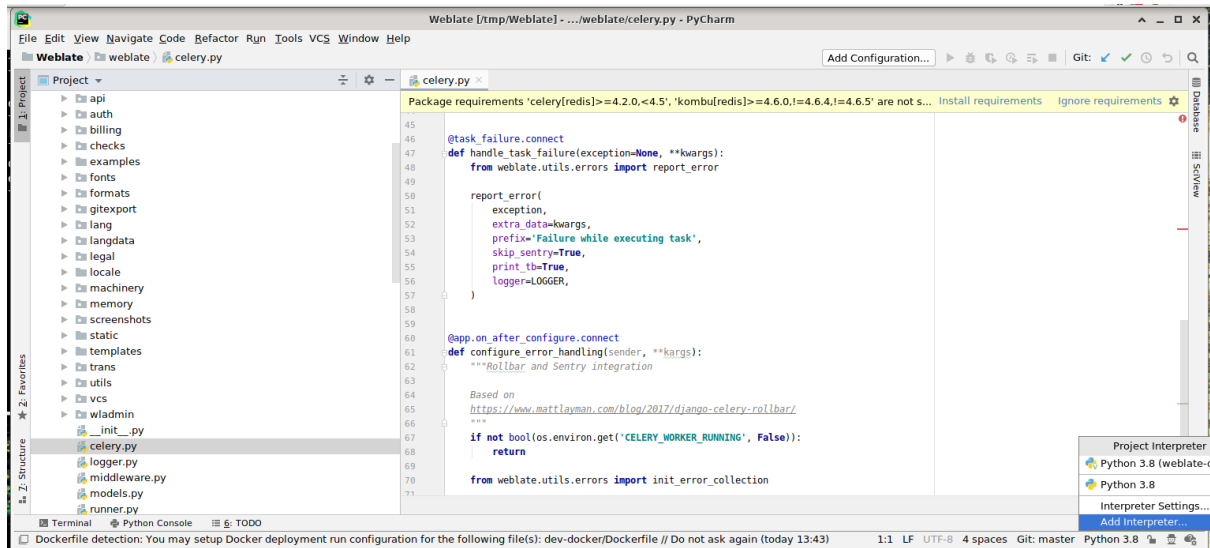 Weblate [/tmp/Weblate] - .../weblate/celery.py - PyCharm
File Edit View Navigate Code Refactor Run Tools VCS Window Help
Weblate weblate celery.py
Add Configuration...
Git:
1: Project
Project
api
auth
billing
checks
examples
fonts
formats
gitexport
lang
langdata
legal
locale
machinery
memory
screenshots
static
templates
trans
utils
vcs
wladmin
__init__.py
celery.py
logger.py
middleware.py
models.py
runner.py
2: Favorites
7: Structure
celery.py
Package requirements 'celery[redis]>=4.2.0,<4.5', 'kombu[redis]>=4.6.0,!=4.6.4,!=4.6.5' are not s... Install requirements Ignore requirements
45
46 @task_failure.connect
47 def handle_task_failure(exception=None, **kwargs):
48 from weblate.utils.errors import report_error
49
50 report_error(
51 exception,
52 extra_data=kwargs,
53 prefix='Failure while executing task',
54 skip_sentry=True,
55 print_tb=True,
56 logger=LOGGER,
57 )
58
59
60 @app.on_after_configure.connect
61 def configure_error_handling(sender, **kargs):
62 """Rollbar and Sentry integration
63
64 Based on
65 https://www.mattlayman.com/blog/2017/django-celery-rollbar/
66 """
67 if not bool(os.environ.get('CELERY_WORKER_RUNNING', False)):
68 return
69
70 from weblate.utils.errors import init_error_collection
71
Database
SciView
Project Interpreter
Python 3.8 (weblate-
Python 3.8
Interpreter Settings...
Add Interpreter...
Terminal Python Console 6: TODO
Dockerfile detection: You may setup Docker deployment run configuration for the following file(s): dev-docker/Dockerfile // Do not ask again (today 13:43)
1:1 LF UTF-8 4 spaces Git: master Python 3.8